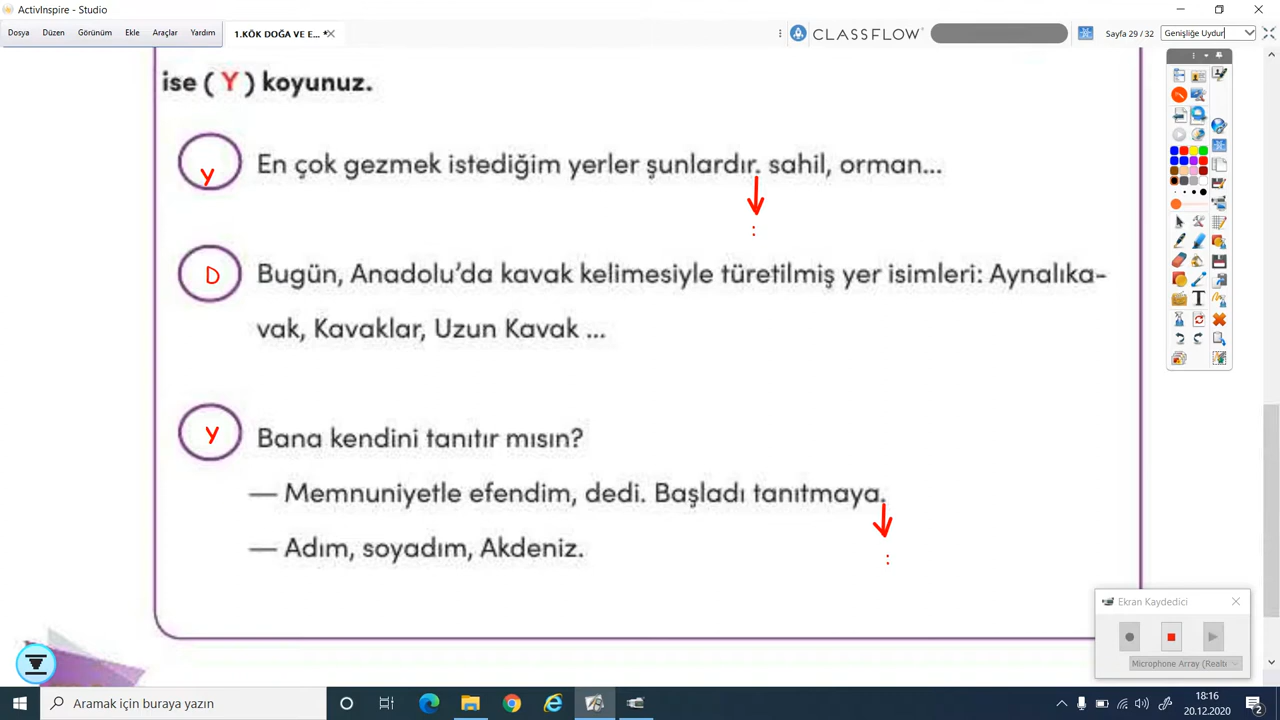 ActivInspire - Studio
Dosya Düzen Görünüm Ekle Araçlar Yardım 1.KÖK DOĞA VE E... CLASSFLOW Sayfa 29 / 32 Genişliğe Uydur
ise ( Y ) koyunuz.
Y En çok gezmek istediğim yerler şunlardır. sahil, orman...
:
D Bugün, Anadolu’da kavak kelimesiyle türetilmiş yer isimleri: Aynalıka-
vak, Kavaklar, Uzun Kavak ...
Y Bana kendini tanıtır mısın?
— Memnuniyetle efendim, dedi. Başladı tanıtmaya.
— Adım, soyadım, Akdeniz.
:
Ekran Kaydedici
Microphone Array (Realte
Aramak için buraya yazın
18:16
20.12.2020
2